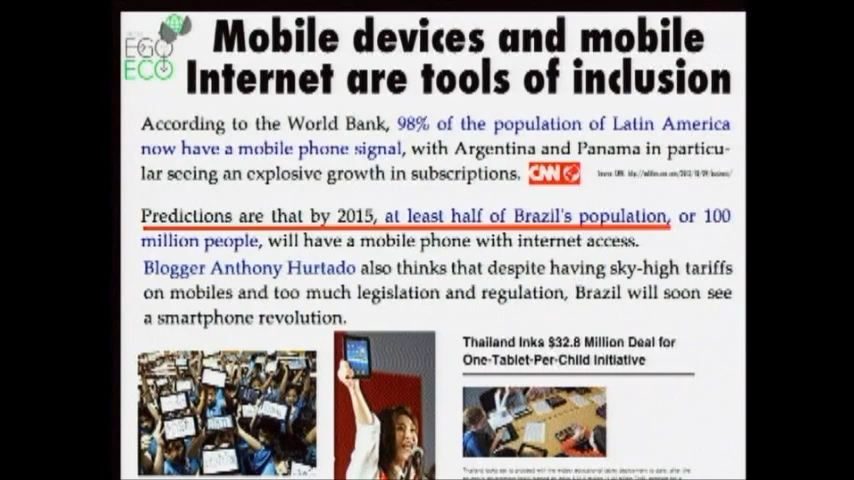 EGO
ECO
Mobile devices and mobile
Internet are tools of inclusion
According to the World Bank, 98% of the population of Latin America
now have a mobile phone signal, with Argentina and Panama in particu-
lar seeing an explosive growth in subscriptions.
CNN
Predictions are that by 2015, at least half of Brazil's population, or 100
million people, will have a mobile phone with internet access.
Blogger Anthony Hurtado also thinks that despite having sky-high tariffs
on mobiles and too much legislation and regulation, Brazil will soon see
a smartphone revolution.
Thailand Inks $32.8 Million Deal for
One-Tablet-Per-Child Initiative